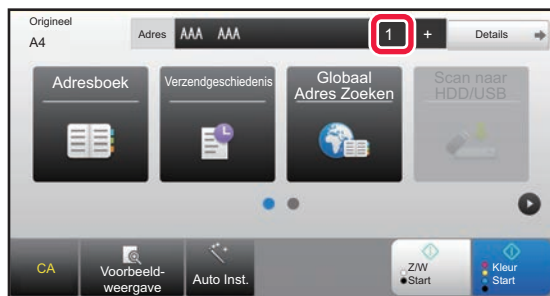 Origineel
A4
Adres AAA AAA 1 + Details
Adresboek
Verzendgeschiedenis
Globaal
Adres Zoeken
Scan naar
HDD/USB
CA
Voorbeeld-
weergave
Auto Inst.
Z/W
Start
Kleur
Start